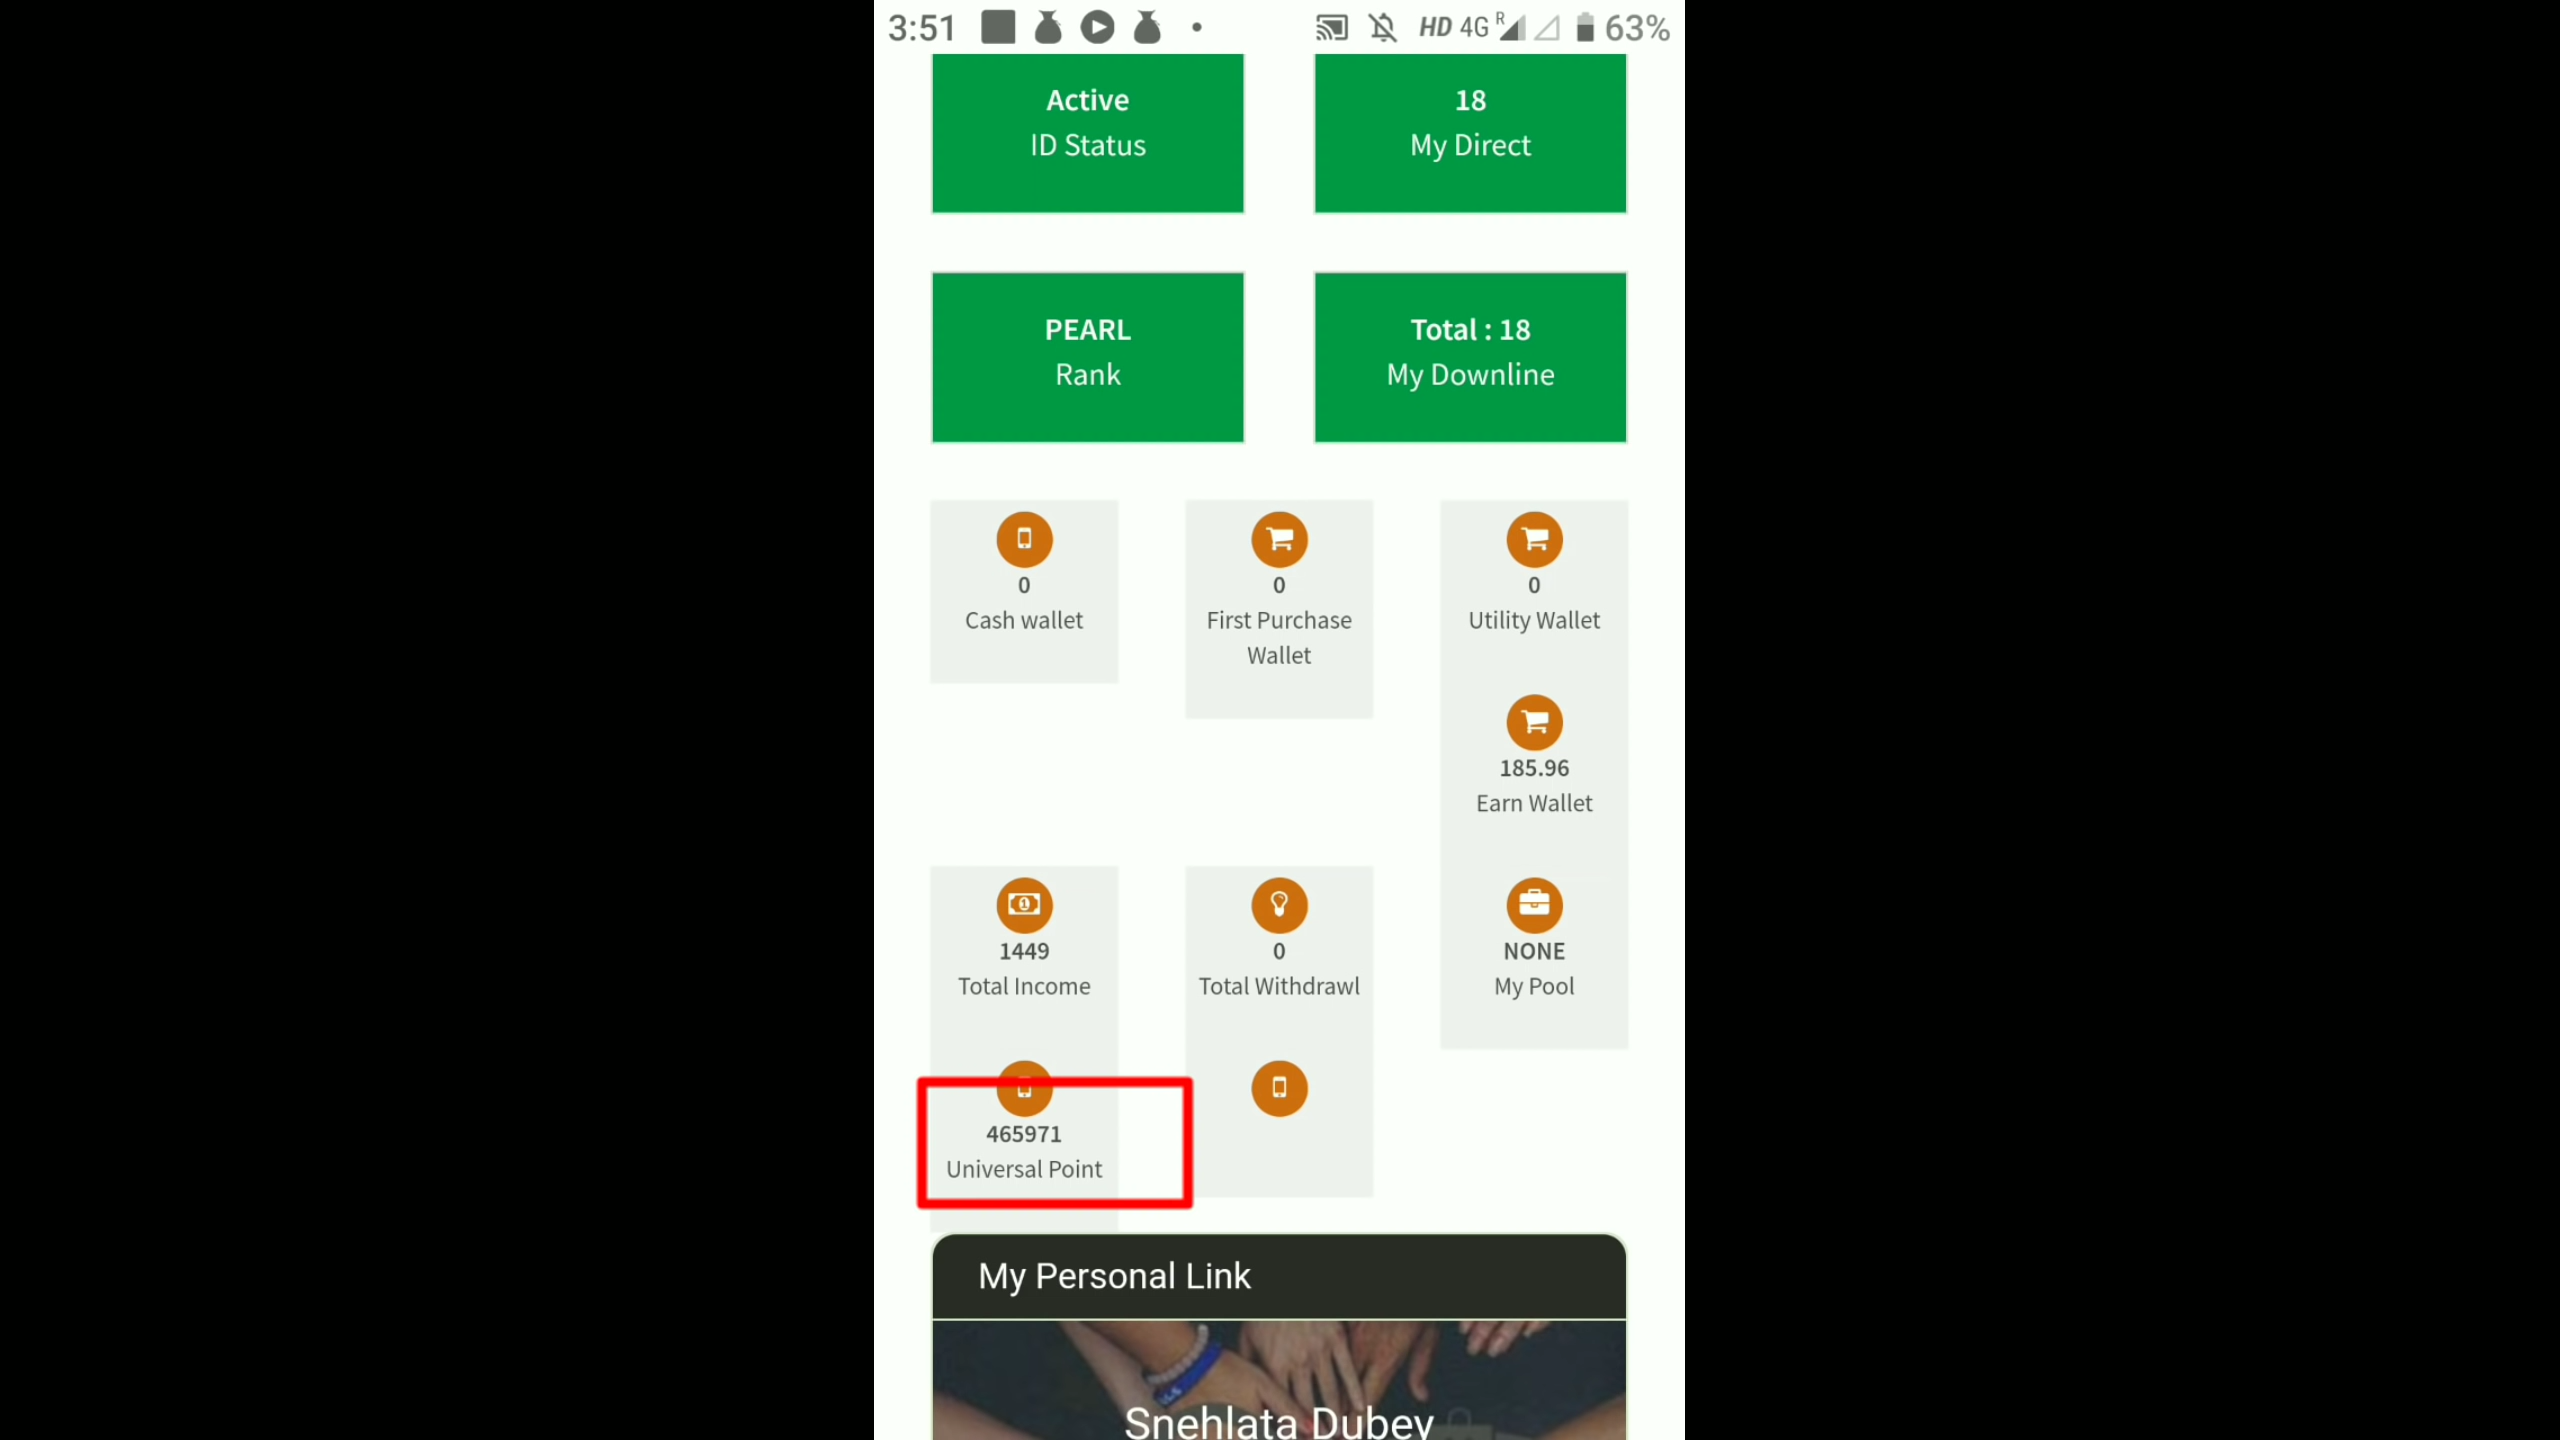 3:51 HD 4G R 63%
Active
ID Status
18
My Direct
PEARL
Rank
Total : 18
My Downline
0
Cash wallet
0
First Purchase
Wallet
0
Utility Wallet
185.96
Earn Wallet
1449
Total Income
0
Total Withdrawl
NONE
My Pool
465971
Universal Point
My Personal Link
Snehlata Dubey